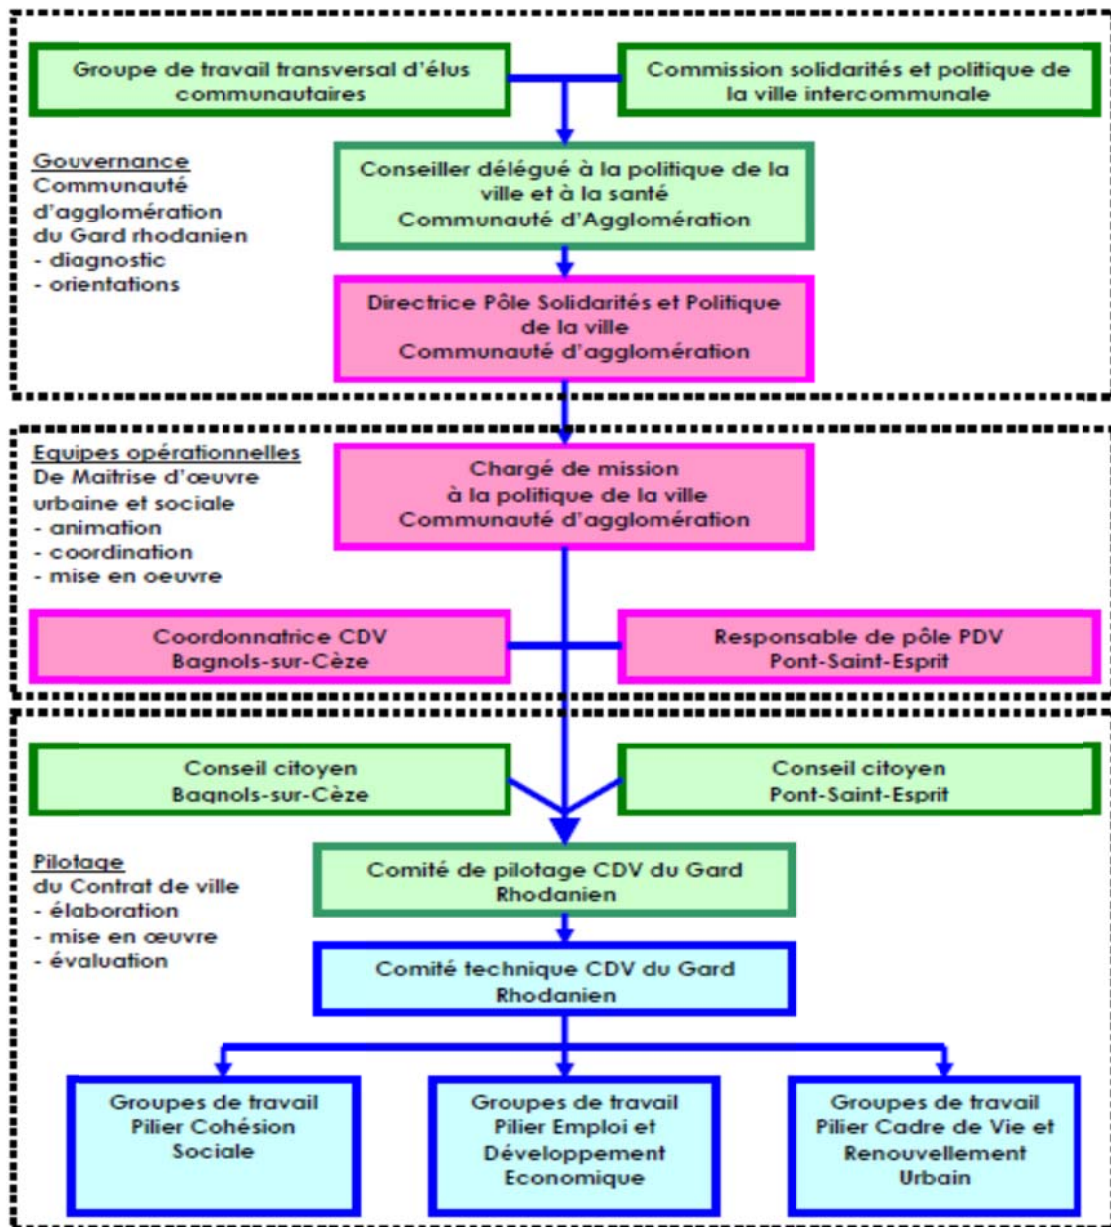 Groupe de travail transversal d'élus
communautaires
Commission solidarités et politique de
la ville intercommunale
Gouvernance
Communauté
d'agglomération
du Gard rhodanien
- diagnostic
- orientations
Conseiller délégué à la politique de la
ville et à la santé
Communauté d'Agglomération
Directrice Pôle Solidarités et Politique
de la ville
Communauté d'agglomération
Equipes opérationnelles
De Maîtrise d'œuvre
urbaine et sociale
- animation
- coordination
- mise en oeuvre
Chargé de mission
à la politique de la ville
Communauté d'agglomération
Coordonnatrice CDV
Bagnols-sur-Cèze
Responsable de pôle PDV
Pont-Saint-Esprit
Conseil citoyen
Bagnols-sur-Cèze
Conseil citoyen
Pont-Saint-Esprit
Pilotage
du Contrat de ville
- élaboration
- mise en œuvre
- évaluation
Comité de pilotage CDV du Gard
Rhodanien
Comité technique CDV du Gard
Rhodanien
Groupes de travail
Pilier Cohésion
Sociale
Groupes de travail
Pilier Emploi et
Développement
Economique
Groupes de travail
Pilier Cadre de Vie et
Renouvellement
Urbain